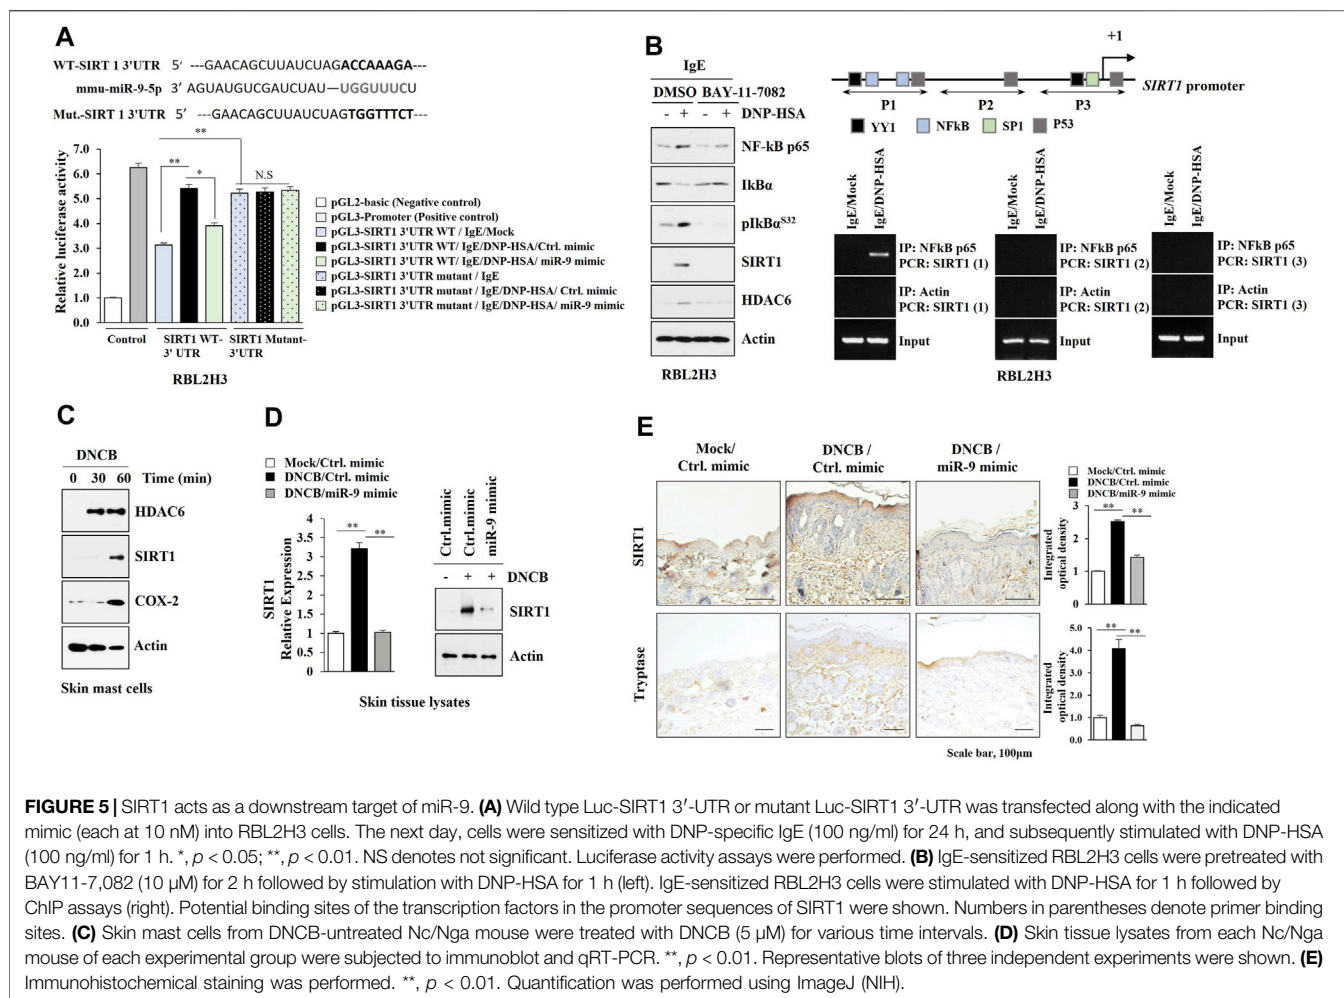 A
WT-SIRT 1 3'UTR 5' ---GAACAGCUUAUCUAGACCAAAGA---
mmu-miR-9-5p 3' AGUAUGUCGAUCUAU—UGGUUUCU
Mut.-SIRT 1 3'UTR 5' ---GAACAGCUUAUCUAGTGGTTTCT---
Relative luciferase activity
7.0
6.0
5.0
4.0
3.0
2.0
1.0
0.0
**
**
*
N.S
Control
SIRT1 WT-
3' UTR
SIRT1 Mutant-
3'UTR
RBL2H3
pGL2-basic (Negative control)
pGL3-Promoter (Positive control)
pGL3-SIRT1 3'UTR WT / IgE/Mock
pGL3-SIRT1 3'UTR WT/ IgE/DNP-HSA/Ctrl. mimic
pGL3-SIRT1 3'UTR WT/ IgE/DNP-HSA/ miR-9 mimic
pGL3-SIRT1 3'UTR mutant / IgE
pGL3-SIRT1 3'UTR mutant / IgE/DNP-HSA/ Ctrl. mimic
pGL3-SIRT1 3'UTR mutant / IgE/DNP-HSA/ miR-9 mimic
B
IgE
DMSO BAY-11-7082
- + - + DNP-HSA
NF-kB p65
IkBα
pIkBα^S32
SIRT1
HDAC6
Actin
RBL2H3
+1
SIRT1 promoter
P1 P2 P3
YY1 NFkB SP1 P53
IgE/Mock
IgE/DNP-HSA
IP: NFkB p65
PCR: SIRT1 (1)
IP: Actin
PCR: SIRT1 (1)
Input
IgE/Mock
IgE/DNP-HSA
IP: NFkB p65
PCR: SIRT1 (2)
IP: Actin
PCR: SIRT1 (2)
Input
RBL2H3
IgE/Mock
IgE/DNP-HSA
IP: NFkB p65
PCR: SIRT1 (3)
IP: Actin
PCR: SIRT1 (3)
Input
C
DNCB
0 30 60 Time (min)
HDAC6
SIRT1
COX-2
Actin
Skin mast cells
D
Mock/Ctrl. mimic
DNCB/Ctrl. mimic
DNCB/miR-9 mimic
SIRT1
Relative Expression
4
3.5
3
2.5
2
1.5
1
0.5
0
**
**
Ctrl.mimic
Ctrl.mimic
miR-9 mimic
- + + DNCB
SIRT1
Actin
Skin tissue lysates
E
Mock/
Ctrl. mimic
DNCB /
Ctrl. mimic
DNCB /
miR-9 mimic
SIRT1
Tryptase
Scale bar, 100µm
Mock/Ctrl. mimic
DNCB/Ctrl. mimic
DNCB/miR-9 mimic
Integrated
optical density
3
2
1
0
**
**
Integrated
optical density
5.0
4.0
3.0
2.0
1.0
0.0
**
**
FIGURE 5 | SIRT1 acts as a downstream target of miR-9. (A) Wild type Luc-SIRT1 3′-UTR or mutant Luc-SIRT1 3′-UTR was transfected along with the indicated
mimic (each at 10 nM) into RBL2H3 cells. The next day, cells were sensitized with DNP-specific IgE (100 ng/ml) for 24 h, and subsequently stimulated with DNP-HSA
(100 ng/ml) for 1 h. *, p < 0.05; **, p < 0.01. NS denotes not significant. Luciferase activity assays were performed. (B) IgE-sensitized RBL2H3 cells were pretreated with
BAY11-7,082 (10 µM) for 2 h followed by stimulation with DNP-HSA for 1 h (left). IgE-sensitized RBL2H3 cells were stimulated with DNP-HSA for 1 h followed by
ChIP assays (right). Potential binding sites of the transcription factors in the promoter sequences of SIRT1 were shown. Numbers in parentheses denote primer binding
sites. (C) Skin mast cells from DNCB-untreated Nc/Nga mouse were treated with DNCB (5 µM) for various time intervals. (D) Skin tissue lysates from each Nc/Nga
mouse of each experimental group were subjected to immunoblot and qRT-PCR. **, p < 0.01. Representative blots of three independent experiments were shown. (E)
Immunohistochemical staining was performed. **, p < 0.01. Quantification was performed using ImageJ (NIH).